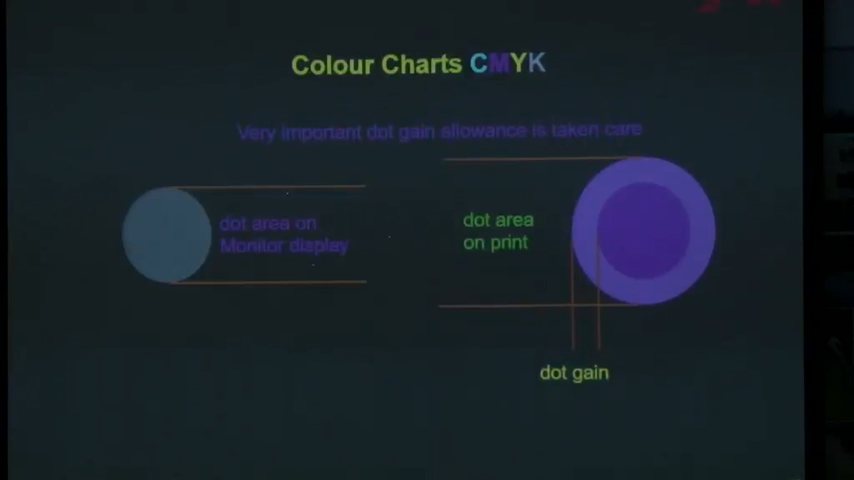 Colour Charts CMYK
Very important dot gain allowance is taken care
dot area on
Monitor display
dot area
on print
dot gain